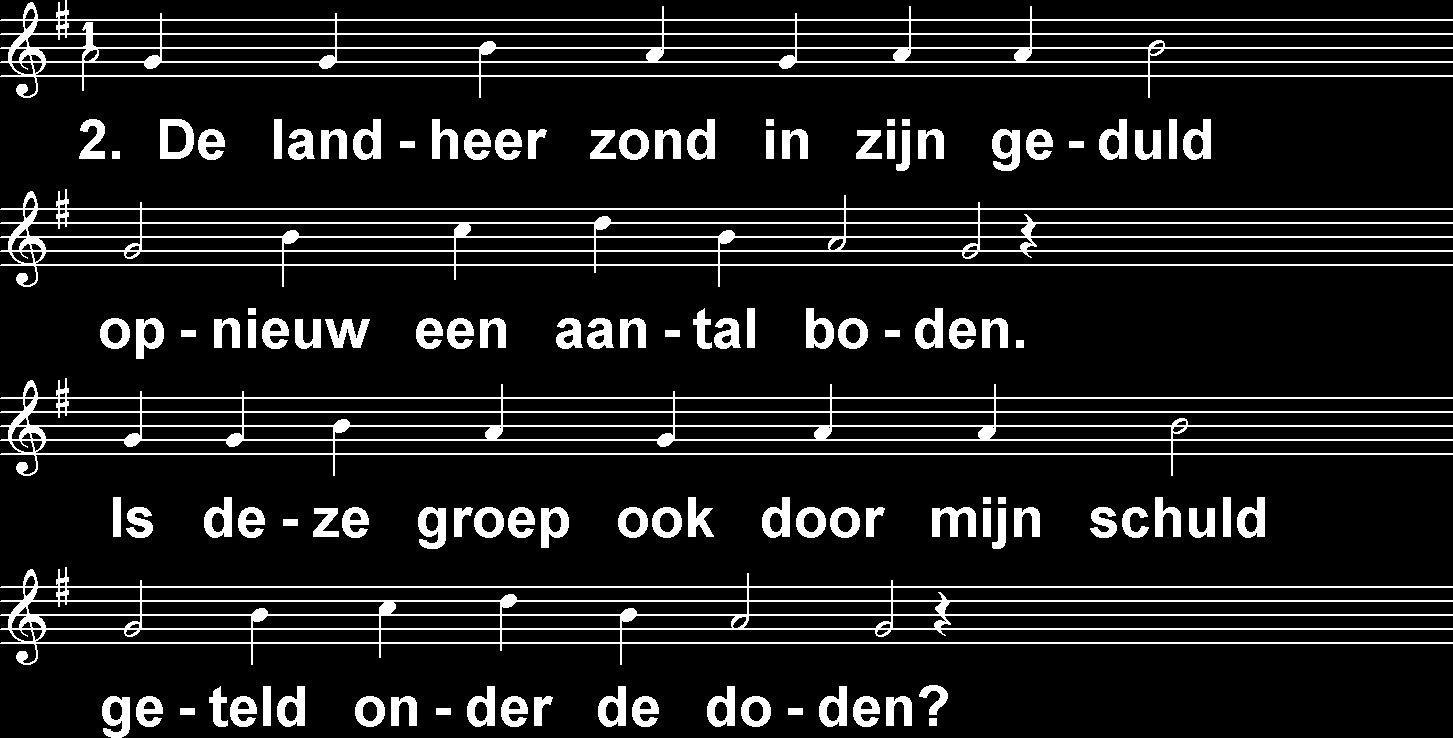 1
2. De land - heer zond in zijn ge - duld
op - nieuw een aan - tal bo - den.
Is de - ze groep ook door mijn schuld
ge - teld on - der de do - den?